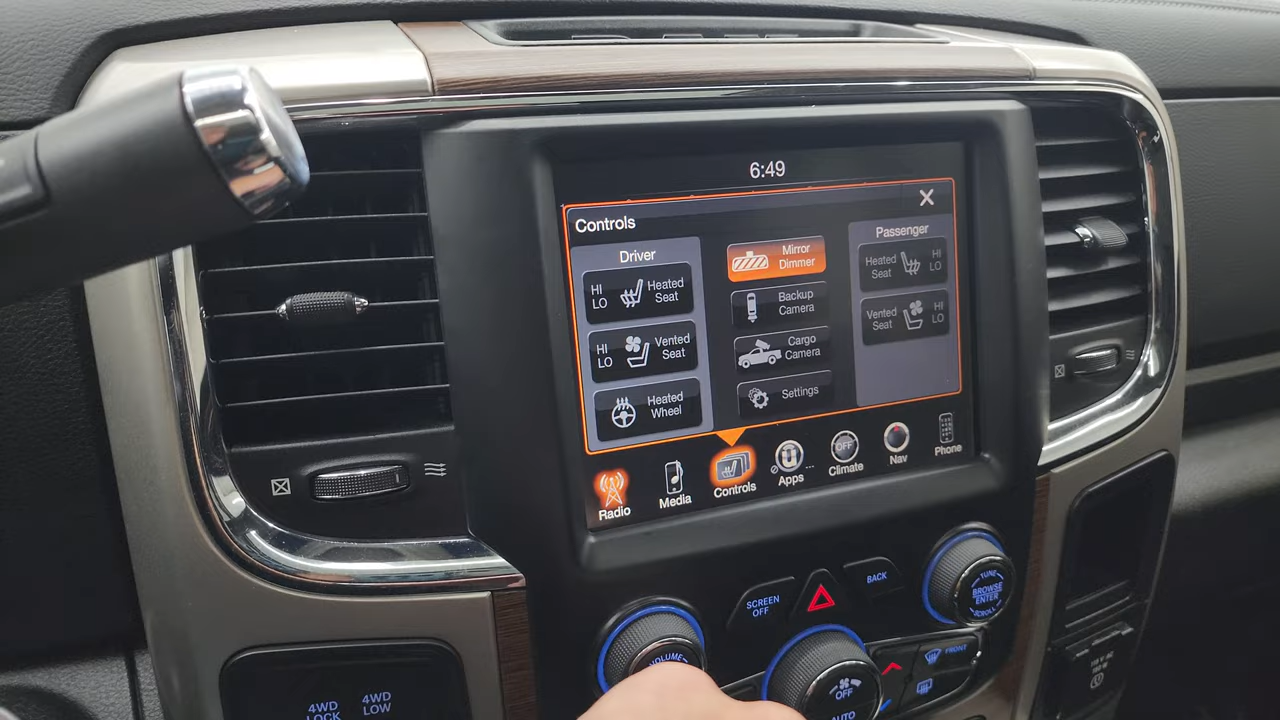 6:49
Controls
Driver
HI
LO
Heated
Seat
HI
LO
Vented
Seat
Heated
Wheel
Mirror
Dimmer
Backup
Camera
Cargo
Camera
Settings
Passenger
Heated
Seat
HI
LO
Vented
Seat
HI
LO
Radio
Media
Controls
Apps
OFF
Climate
Nav
Phone
SCREEN
OFF
BACK
TUNE
BROWSE
ENTER
SCROLL
VOLUME
OFF
AUTO
FRONT
4WD
LOCK
4WD
LOW